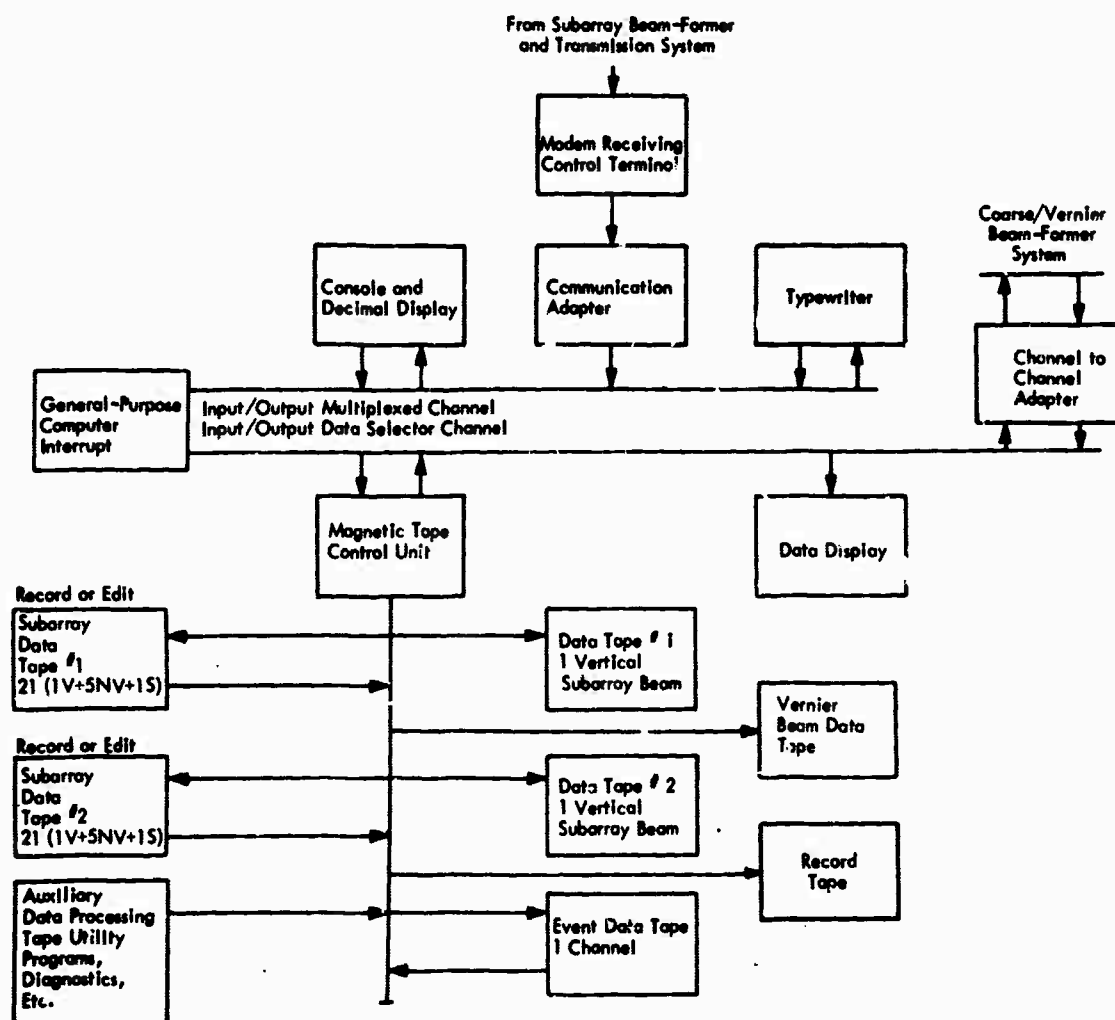 From Subarray Beam-Former
and Transmission System
Modem Receiving
Control Terminal
Coarse/Vernier
Beam-Former
System
Console and
Decimal Display
Communication
Adapter
Typewriter
Channel to
Channel
Adapter
General-Purpose
Computer
Interrupt
Input/Output Multiplexed Channel
Input/Output Data Selector Channel
Magnetic Tape
Control Unit
Data Display
Record or Edit
Subarray
Data
Tape #1
21 (1V+5NV+1S)
Data Tape # 1
1 Vertical
Subarray Beam
Vernier
Beam Data
Tape
Record or Edit
Subarray
Data
Tape #2
21 (1V+5NV+1S)
Data Tape # 2
1 Vertical
Subarray Beam
Record
Tape
Auxiliary
Data Processing
Tape Utility
Programs,
Diagnostics,
Etc.
Event Data Tape
1 Channel